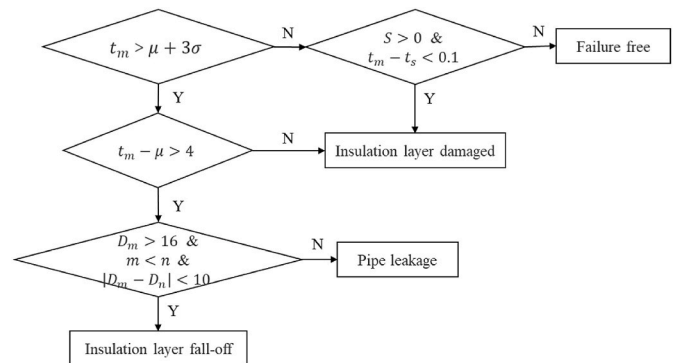 t_m > μ + 3σ
N
S > 0 &
t_m − t_s < 0.1
N
Failure free
Y
Y
t_m − μ > 4
N
Insulation layer damaged
Y
D_m > 16 &
m < n &
|D_m − D_n| < 10
N
Pipe leakage
Y
Insulation layer fall-off